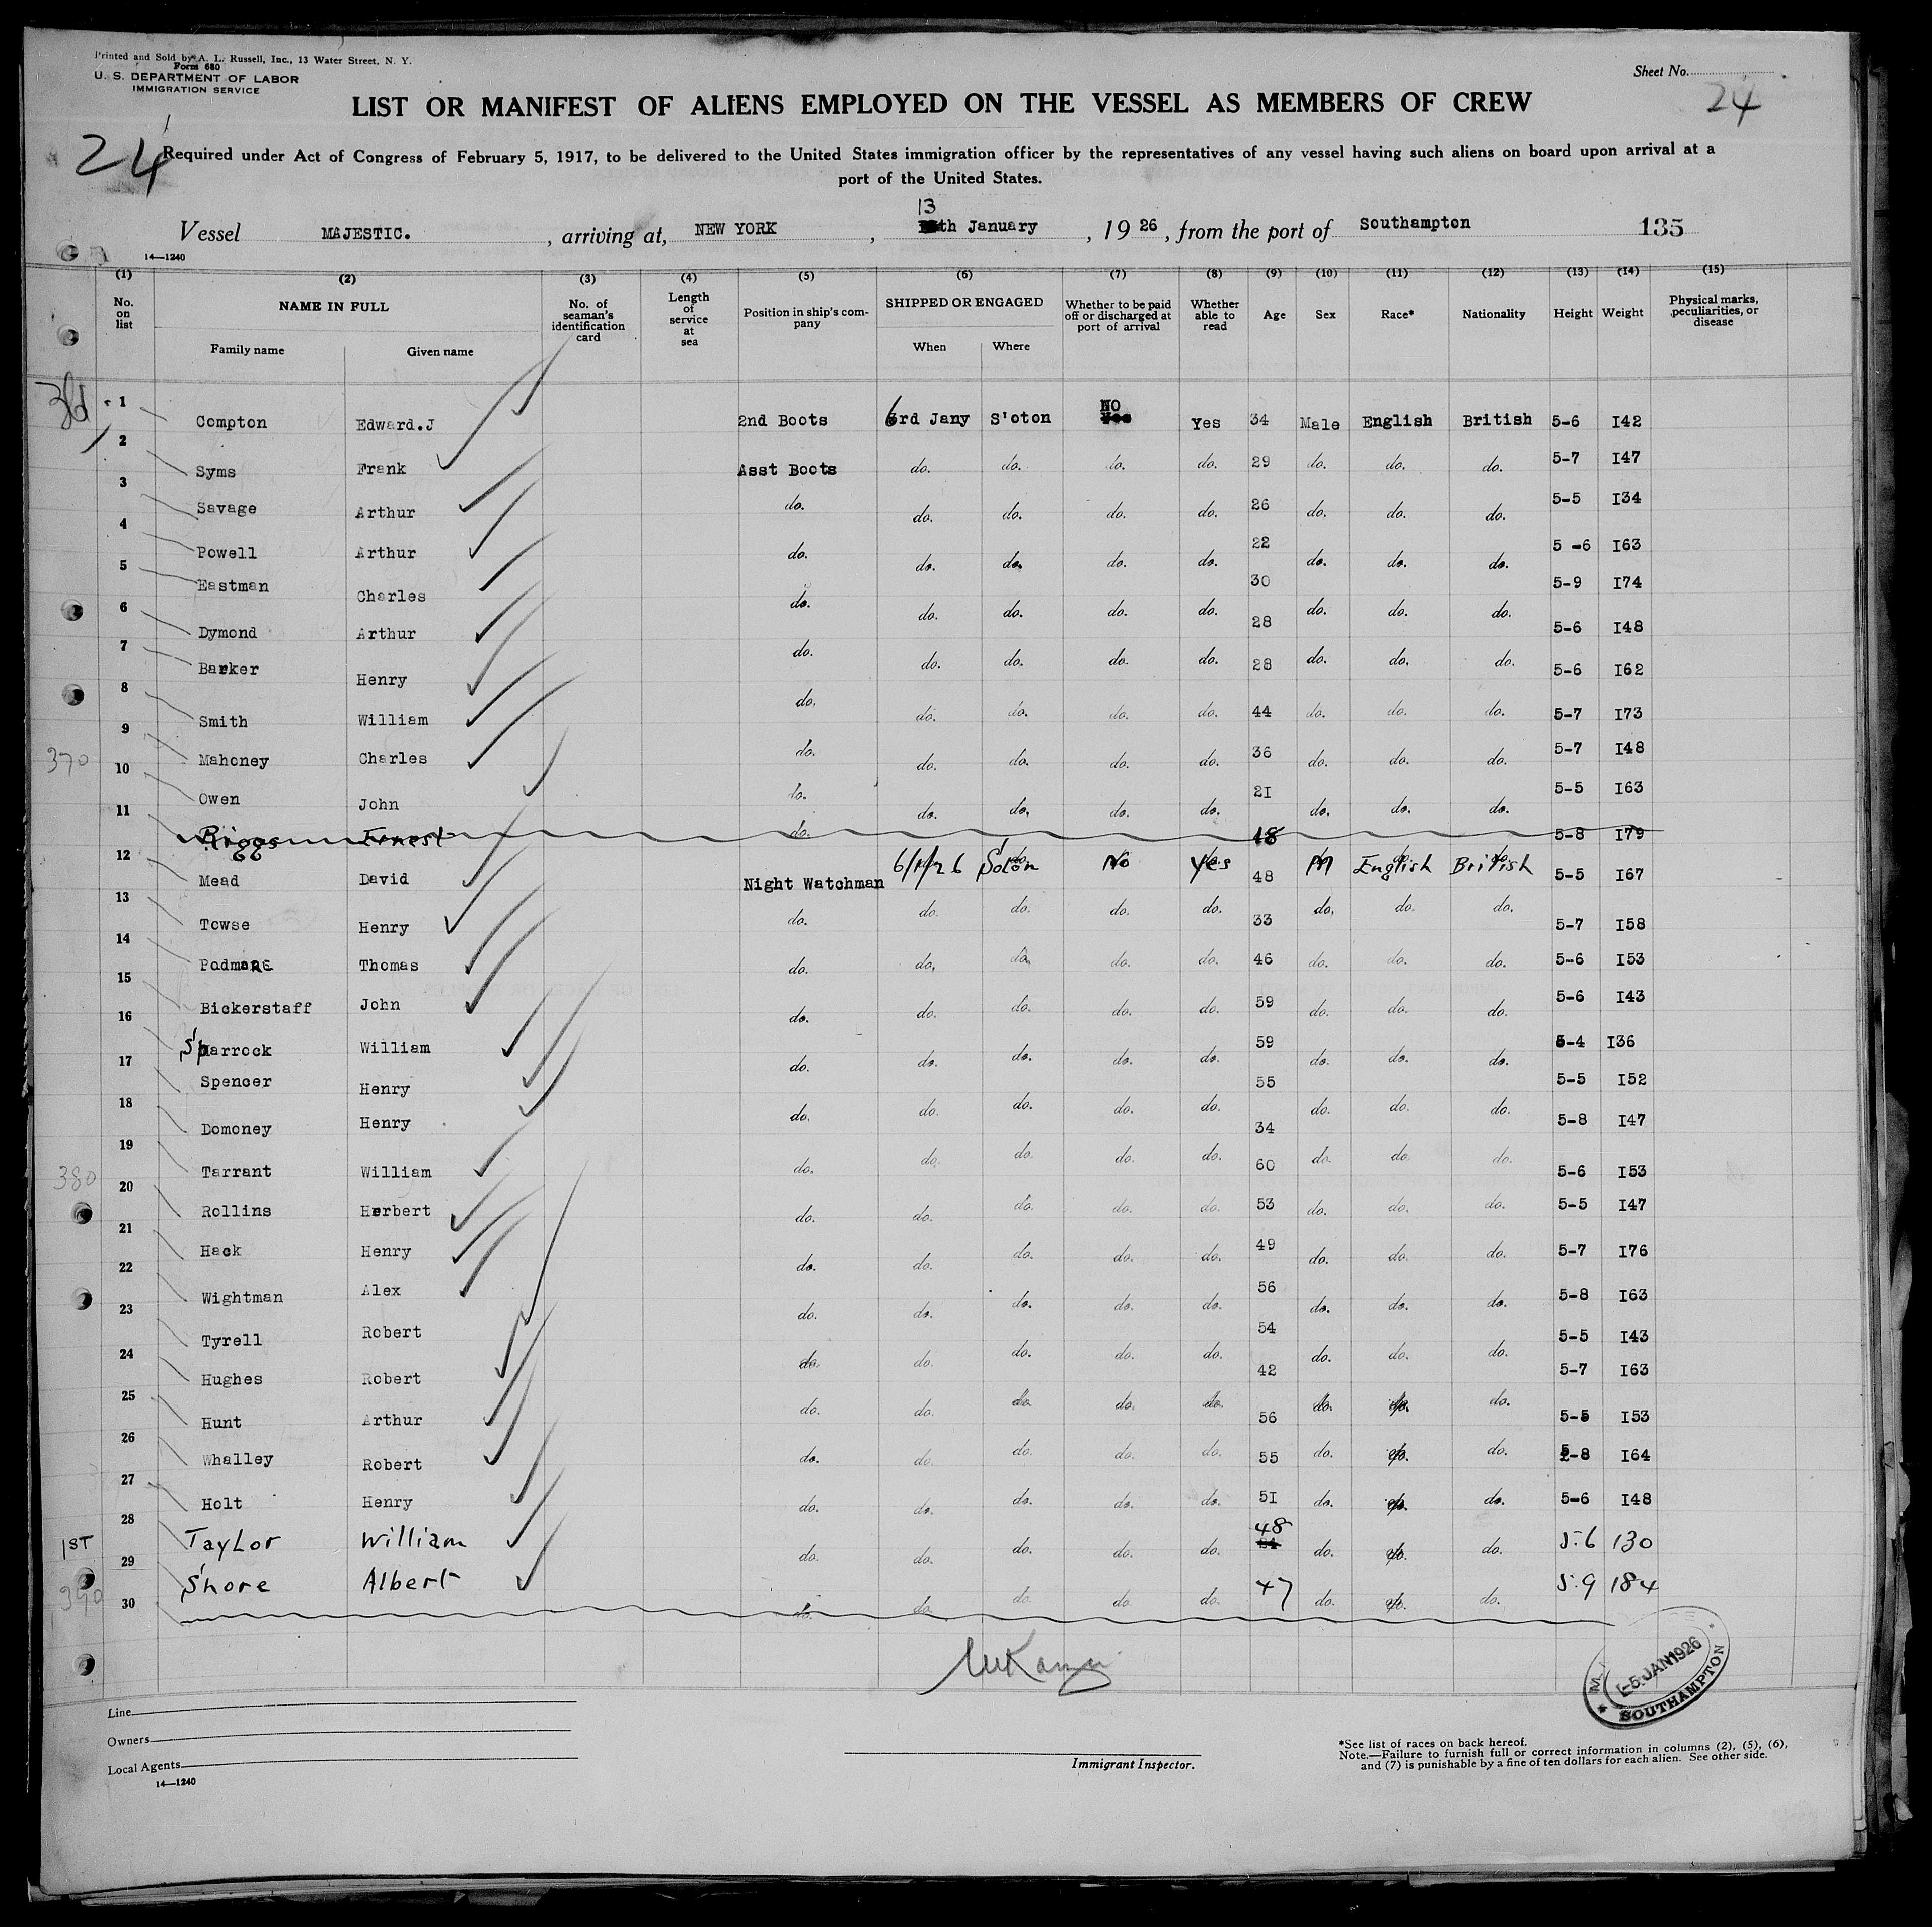 Printed and Sold by A. L. Russell, Inc., 13 Water Street, N. Y.
Form 680
U. S. DEPARTMENT OF LABOR
IMMIGRATION SERVICE
Sheet No. 24
LIST OR MANIFEST OF ALIENS EMPLOYED ON THE VESSEL AS MEMBERS OF CREW
24
Required under Act of Congress of February 5, 1917, to be delivered to the United States immigration officer by the representatives of any vessel having such aliens on board upon arrival at a
port of the United States.
13
Vessel MAJESTIC. , arriving at, NEW YORK , th January , 19 26 , from the port of Southampton 135
14—1240
(1) (2) (3) (4) (5) (6) (7) (8) (9) (10) (11) (12) (13) (14) (15)
No. on list NAME IN FULL Family name Given name No. of seaman's identification card Length of service at sea Position in ship's company SHIPPED OR ENGAGED When Where Whether to be paid off or discharged at port of arrival Whether able to read Age Sex Race* Nationality Height Weight Physical marks, peculiarities, or disease
3d
1 Compton Edward.J 2nd Boots 6rd Jany S'oton NO Yes Yes 34 Male English British 5-6 I42
2 Syms Frank Asst Boots do. do. do. do. 29 do. do. do. 5-7 I47
3 Savage Arthur do. do. do. do. do. 26 do. do. do. 5-5 I34
4 Powell Arthur do. do. do. do. do. 22 do. do. do. 5 -6 I63
5 Eastman Charles do. do. do. do. do. 30 do. do. do. 5-9 I74
6 Dymond Arthur do. do. do. do. do. 28 do. do. do. 5-6 I48
7 Barker Henry do. do. do. do. do. 28 do. do. do. 5-6 I62
8 Smith William do. do. do. do. do. 44 do. do. do. 5-7 I73
370 9 Mahoney Charles do. do. do. do. do. 36 do. do. do. 5-7 I48
10 Owen John do. do. do. do. do. 2I do. do. do. 5-5 I63
11 Riggs Ernest do. 18 5-8 I79
12 Mead David Night Watchman 6/1/26 S'oton No Yes 48 M English British 5-5 I67
13 Towse Henry do. do. do. do. do. 33 do. do. do. 5-7 I58
14 Padmore Thomas do. do. do. do. do. 46 do. do. do. 5-6 I53
15 Bickerstaff John do. do. do. do. do. 59 do. do. do. 5-6 I43
16 Sparrock William do. do. do. do. do. 59 do. do. do. 5-4 I36
17 Spencer Henry do. do. do. do. do. 55 do. do. do. 5-5 I52
18 Domoney Henry do. do. do. do. do. 34 do. do. do. 5-8 I47
380 19 Tarrant William do. do. do. do. do. 60 do. do. do. 5-6 I53
20 Rollins Herbert do. do. do. do. do. 53 do. do. do. 5-5 I47
21 Hack Henry do. do. do. do. do. 49 do. do. do. 5-7 I76
22 Wightman Alex do. do. do. do. do. 56 do. do. do. 5-8 I63
23 Tyrell Robert do. do. do. do. do. 54 do. do. do. 5-5 I43
24 Hughes Robert do. do. do. do. do. 42 do. do. do. 5-7 I63
25 Hunt Arthur do. do. do. do. do. 56 do. do. do. 5-5 I53
26 Whalley Robert do. do. do. do. do. 55 do. do. do. 5-8 I64
27 Holt Henry do. do. do. do. do. 5I do. do. do. 5-6 I48
1ST 28 Taylor William do. do. do. do. do. 48 do. do. do. 5.6 130
390 29 Shore Albert do. do. do. do. do. 47 do. do. do. 5.9 184
30
-5 JAN 1926
SOUTHAMPTON
Line
Owners
Local Agents
14—1240
Immigrant Inspector.
*See list of races on back hereof.
Note.—Failure to furnish full or correct information in columns (2), (5), (6),
and (7) is punishable by a fine of ten dollars for each alien. See other side.